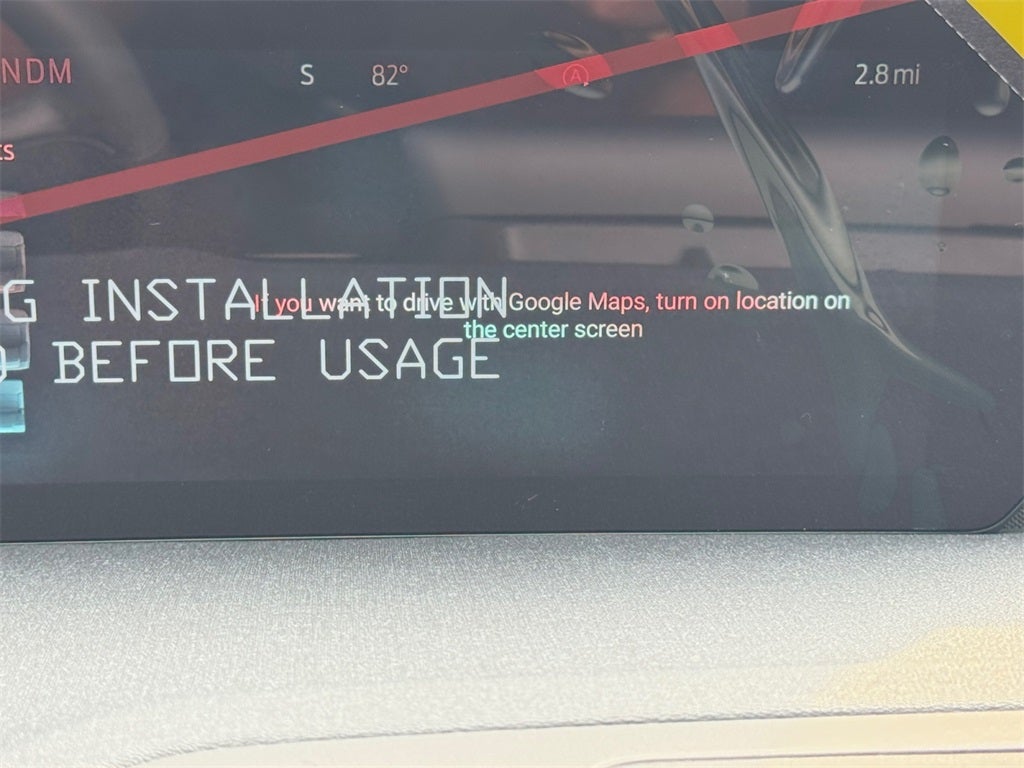 NDM S 82° A 2.8 mi
ts
G INSTALLATION
If you want to drive with Google Maps, turn on location on
the center screen
BEFORE USAGE